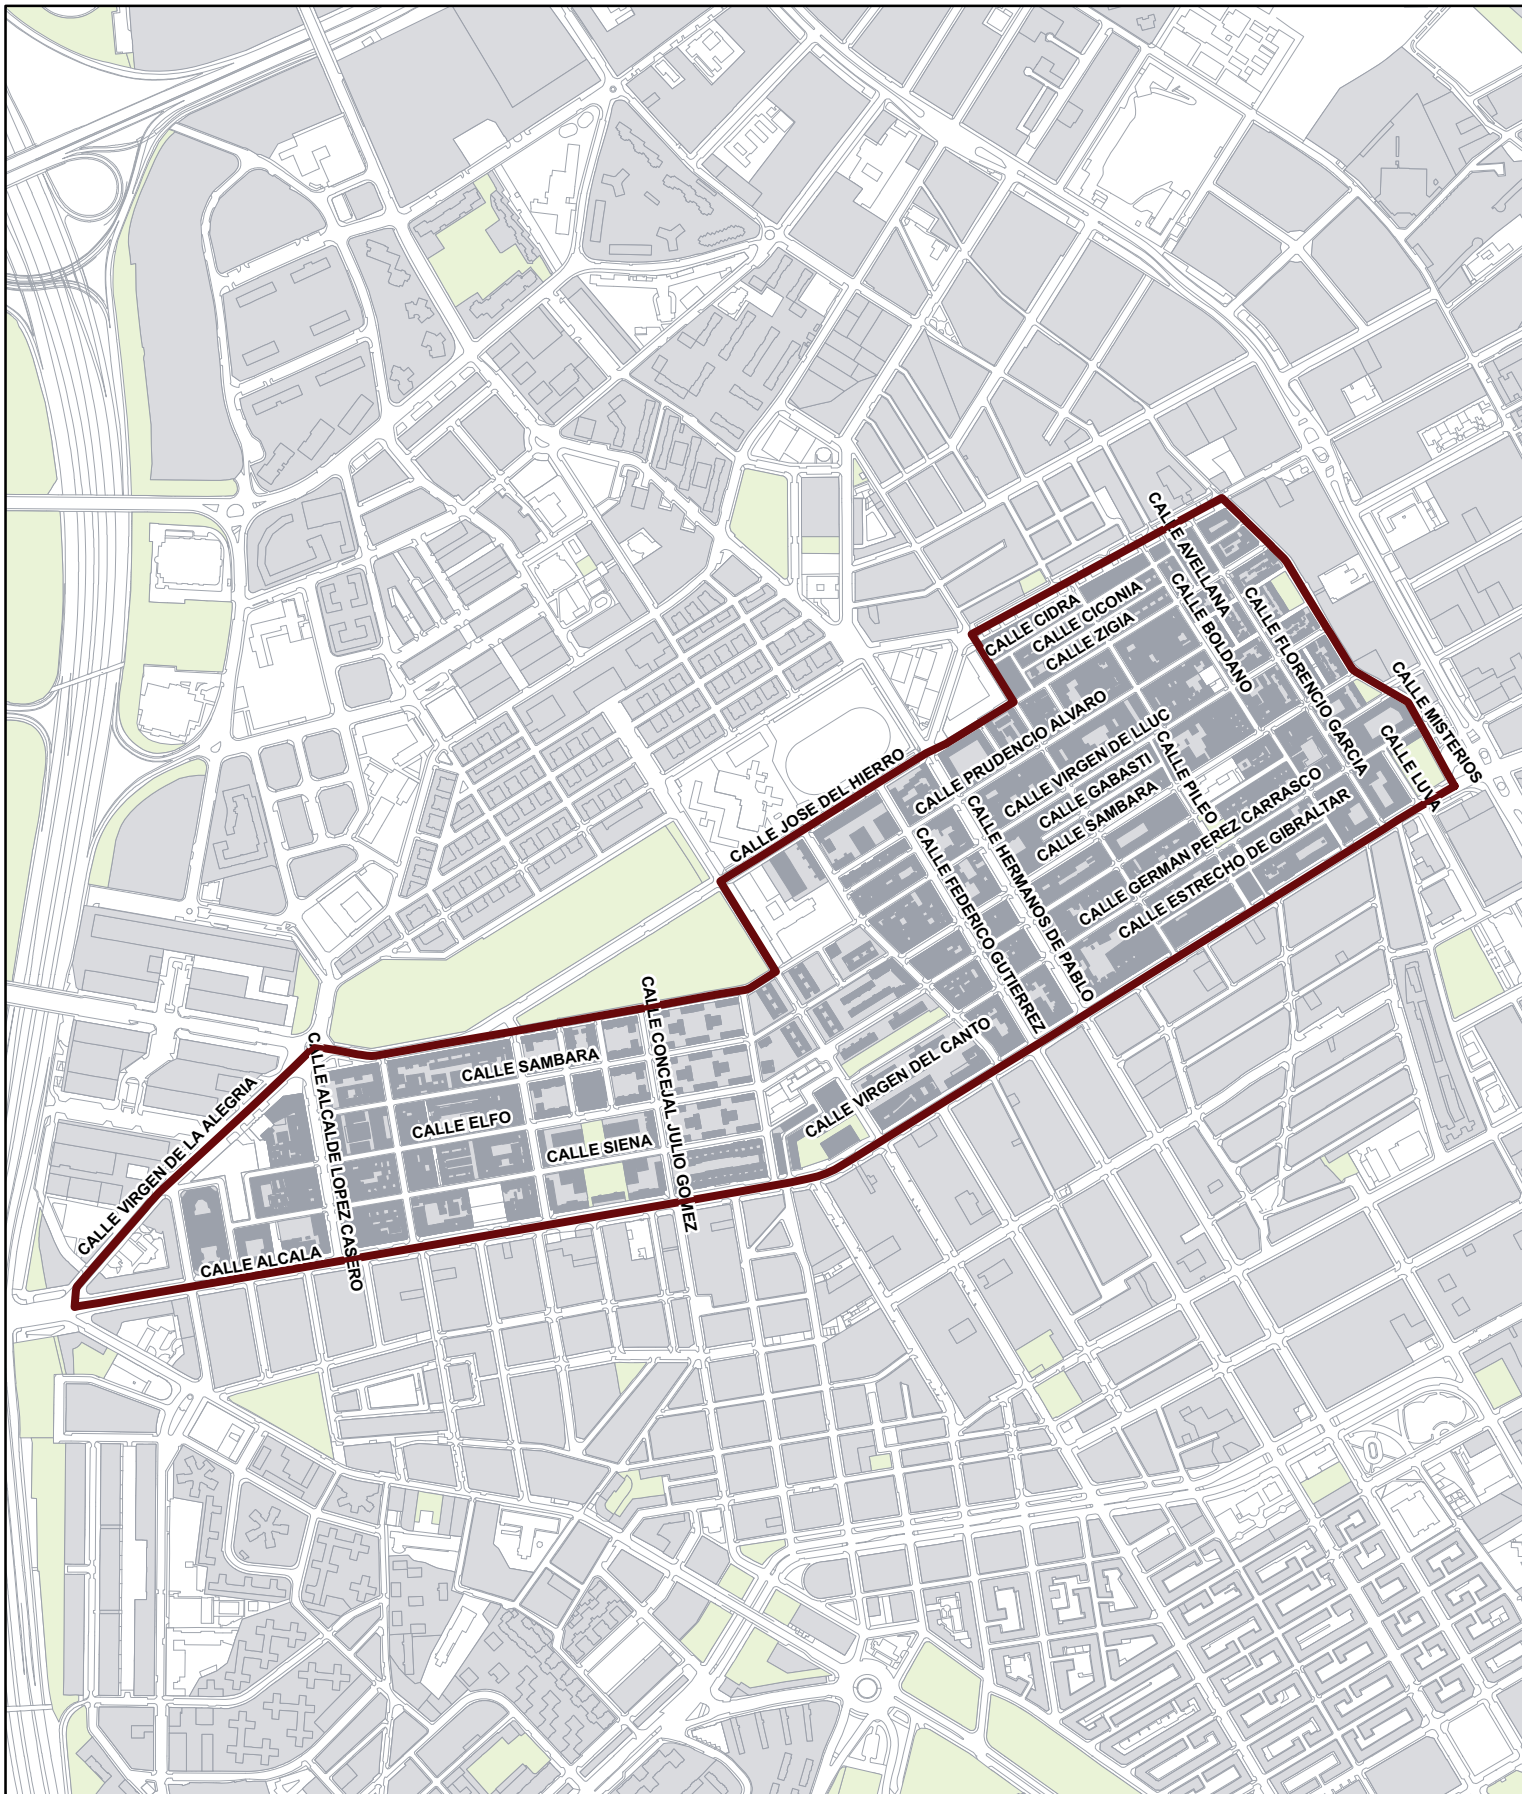 CALLE AVELLANA
CALLE CIDRA
CALLE CICONIA
CALLE ZIGIA
CALLE BOLDANO
CALLE FLORENCIO GARCIA
CALLE MISTERIOS
CALLE PRUDENCIO ALVARO
CALLE VIRGEN DE LLUC
CALLE GABASTI
CALLE SAMBARA
CALLE PILEO
CALLE LUVA
CALLE JOSE DEL HIERRO
CALLE HERMANOS DE PABLO
CALLE FEDERICO GUTIERREZ
CALLE GERMAN PEREZ CARRASCO
CALLE ESTRECHO DE GIBRALTAR
CALLE CONCEJAL JULIO GOMEZ
CALLE VIRGEN DEL CANTO
CALLE SAMBARA
CALLE ELFO
CALLE SIENA
CALLE ALCALDE LOPEZ CASERO
CALLE VIRGEN DE LA ALEGRIA
CALLE ALCALA